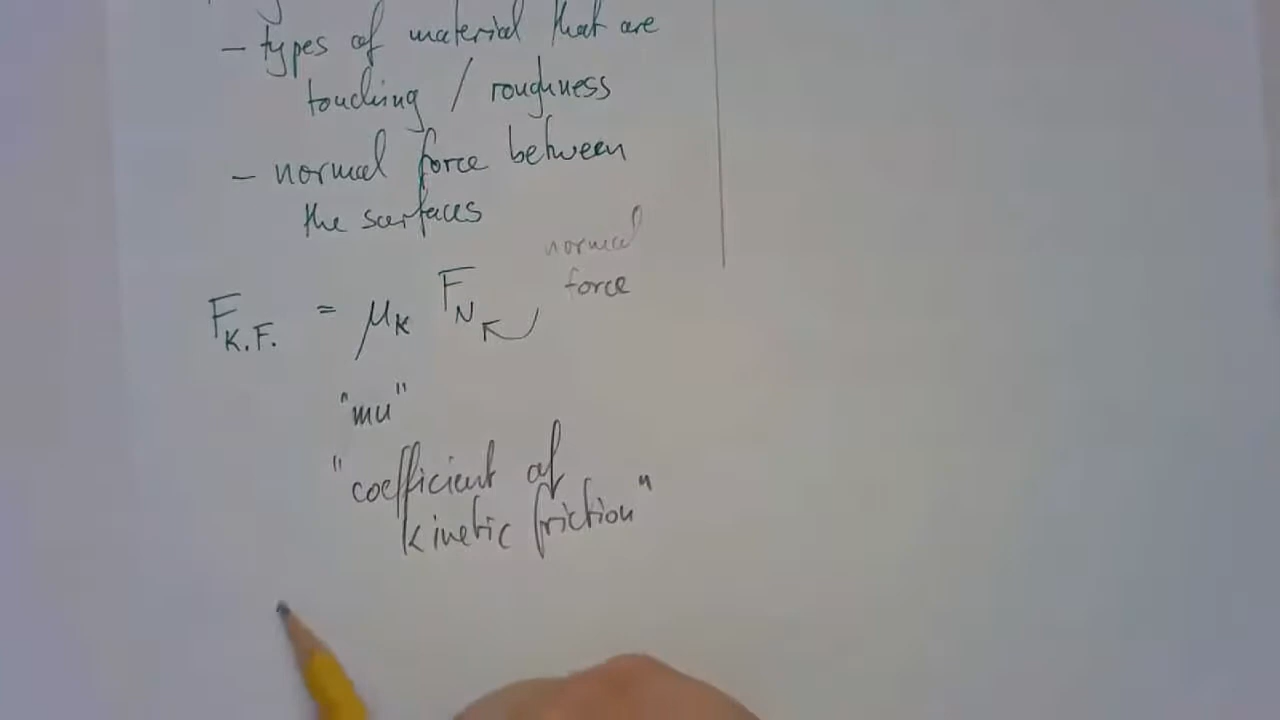 - types of material that are
touching / roughness
- normal force between
the surfaces
normal
force
F K.F. = μK FN
"mu"
"coefficient of
kinetic friction"